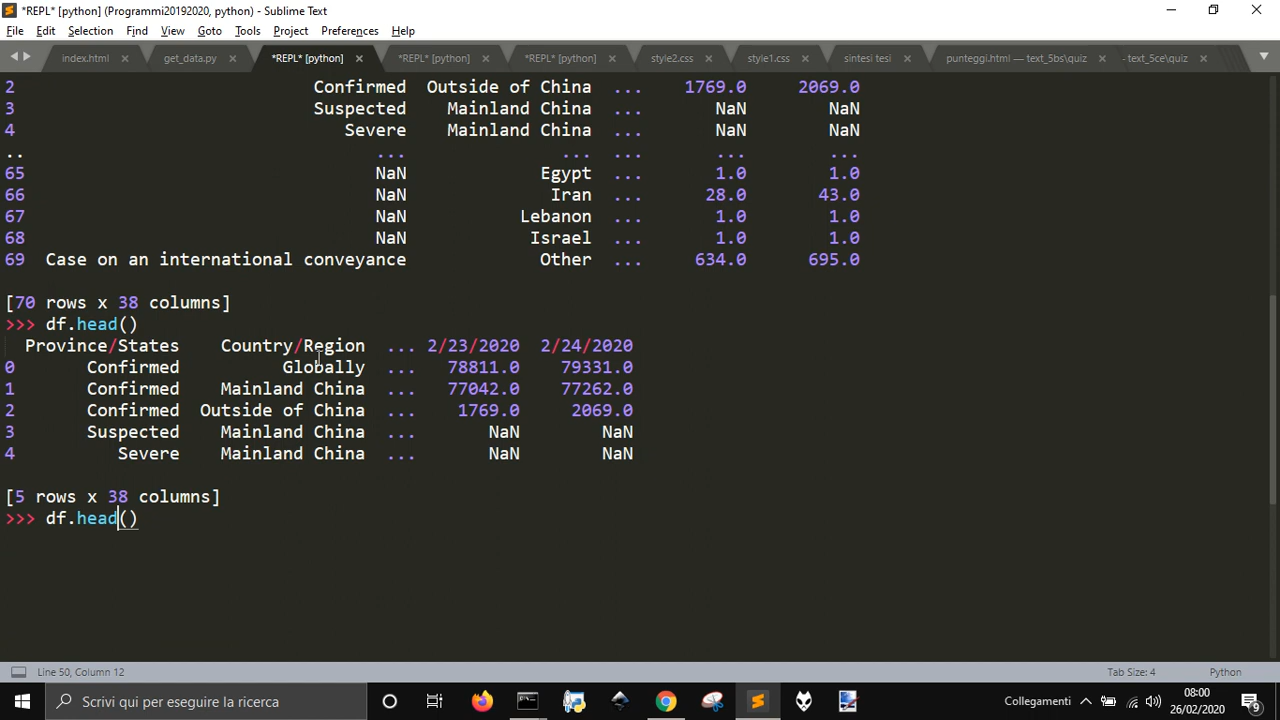 *REPL* [python] (Programmi20192020, python) - Sublime Text
File Edit Selection Find View Goto Tools Project Preferences Help
index.html × get_data.py × *REPL* [python] × *REPL* [python] × *REPL* [python] × style2.css × style1.css × sintesi tesi × punteggi.html — text_5bs\quiz × - text_5ce\quiz ×
2 Confirmed Outside of China ... 1769.0 2069.0
3 Suspected Mainland China ... NaN NaN
4 Severe Mainland China ... NaN NaN
.. ... ... ... ... ...
65 NaN Egypt ... 1.0 1.0
66 NaN Iran ... 28.0 43.0
67 NaN Lebanon ... 1.0 1.0
68 NaN Israel ... 1.0 1.0
69 Case on an international conveyance Other ... 634.0 695.0
[70 rows x 38 columns]
>>> df.head()
Province/States Country/Region ... 2/23/2020 2/24/2020
0 Confirmed Globally ... 78811.0 79331.0
1 Confirmed Mainland China ... 77042.0 77262.0
2 Confirmed Outside of China ... 1769.0 2069.0
3 Suspected Mainland China ... NaN NaN
4 Severe Mainland China ... NaN NaN
[5 rows x 38 columns]
>>> df.head()
Line 50, Column 12 Tab Size: 4 Python
Scrivi qui per eseguire la ricerca Collegamenti 08:00
26/02/2020 9